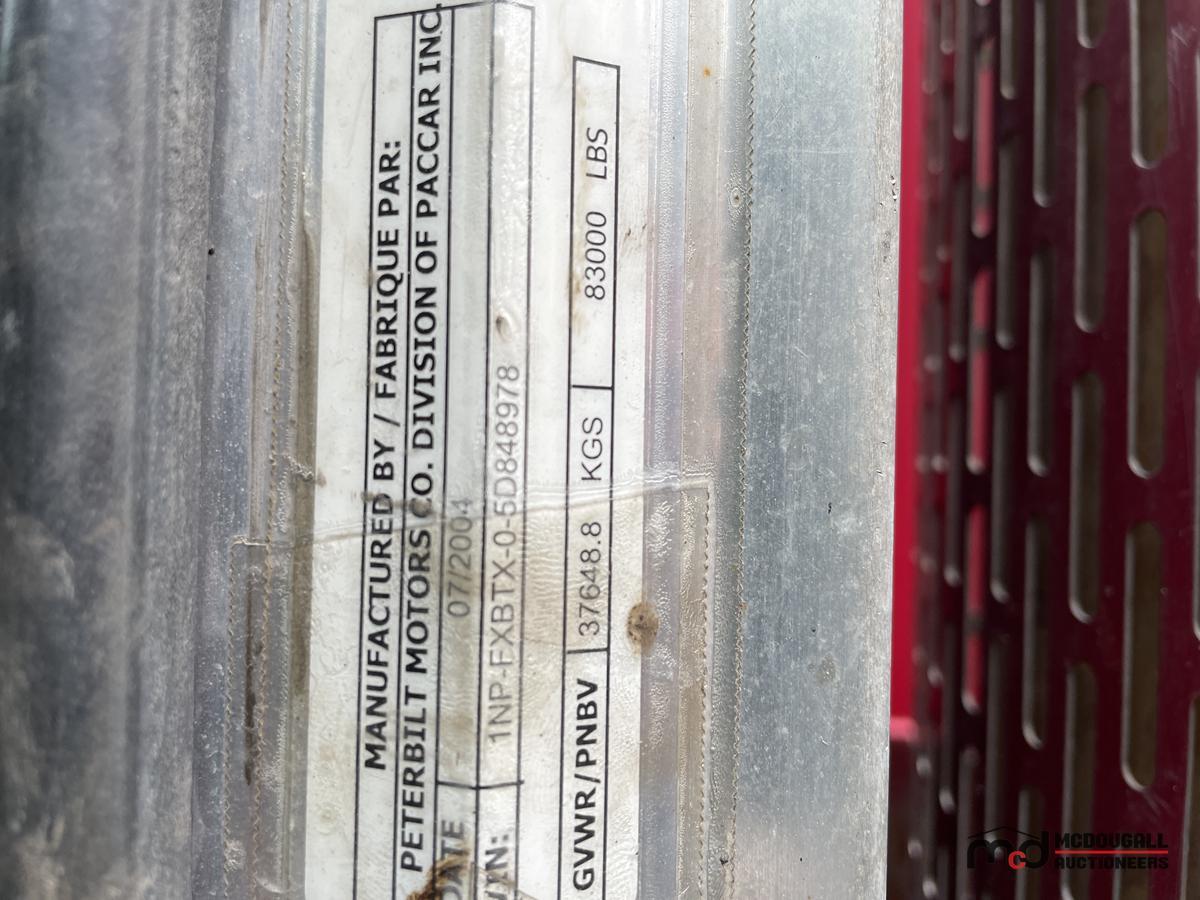 MANUFACTURED BY / FABRIQUE PAR:
PETERBILT MOTORS CO. DIVISION OF PACCAR INC
DATE 07/2004
VIN: 1NP-FXBTX-0-5D848978
GVWR/PNBV 37648.8 KGS 83000 LBS
mcd MCDOUGALL
AUCTIONEERS